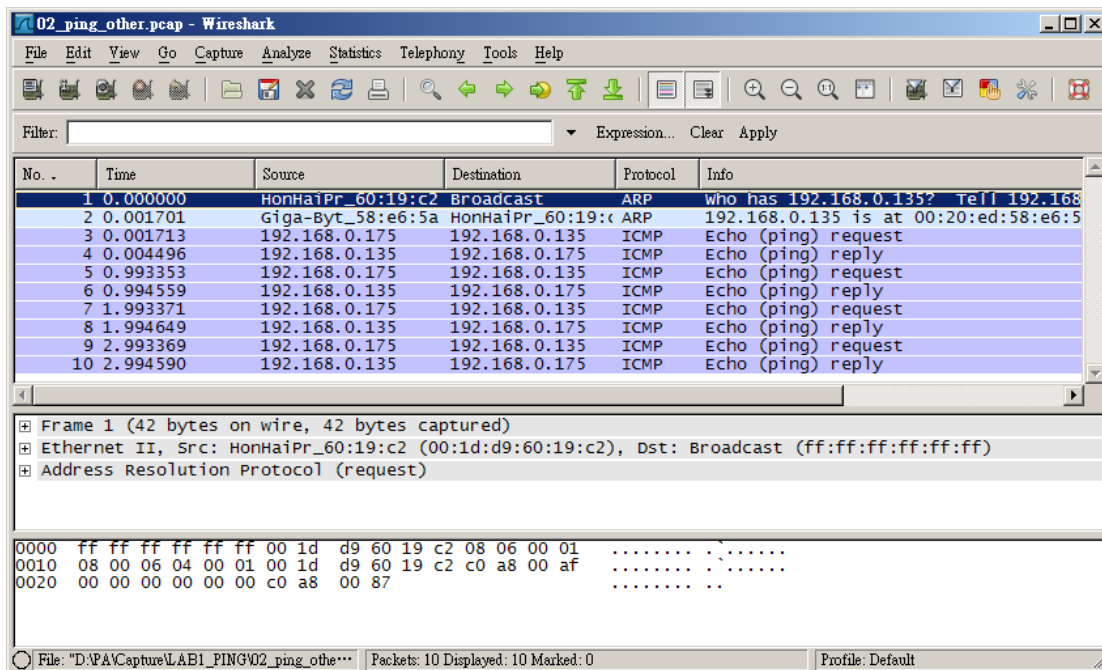 02_ping_other.pcap - Wireshark
File Edit View Go Capture Analyze Statistics Telephony Tools Help
Filter: Expression... Clear Apply
No. Time Source Destination Protocol Info
1 0.000000 HonHaiPr_60:19:c2 Broadcast ARP Who has 192.168.0.135? Tell 192.168
2 0.001701 Giga-Byt_58:e6:5a HonHaiPr_60:19:c ARP 192.168.0.135 is at 00:20:ed:58:e6:5
3 0.001713 192.168.0.175 192.168.0.135 ICMP Echo (ping) request
4 0.004496 192.168.0.135 192.168.0.175 ICMP Echo (ping) reply
5 0.993353 192.168.0.175 192.168.0.135 ICMP Echo (ping) request
6 0.994559 192.168.0.135 192.168.0.175 ICMP Echo (ping) reply
7 1.993371 192.168.0.175 192.168.0.135 ICMP Echo (ping) request
8 1.994649 192.168.0.135 192.168.0.175 ICMP Echo (ping) reply
9 2.993369 192.168.0.175 192.168.0.135 ICMP Echo (ping) request
10 2.994590 192.168.0.135 192.168.0.175 ICMP Echo (ping) reply
Frame 1 (42 bytes on wire, 42 bytes captured)
Ethernet II, Src: HonHaiPr_60:19:c2 (00:1d:d9:60:19:c2), Dst: Broadcast (ff:ff:ff:ff:ff:ff)
Address Resolution Protocol (request)
0000 ff ff ff ff ff ff 00 1d d9 60 19 c2 08 06 00 01 ........ .`......
0010 08 00 06 04 00 01 00 1d d9 60 19 c2 c0 a8 00 af ........ .`......
0020 00 00 00 00 00 00 c0 a8 00 87 ........ ..
File: "D:\PA\Capture\LAB1_PING\02_ping_othe··· Packets: 10 Displayed: 10 Marked: 0 Profile: Default